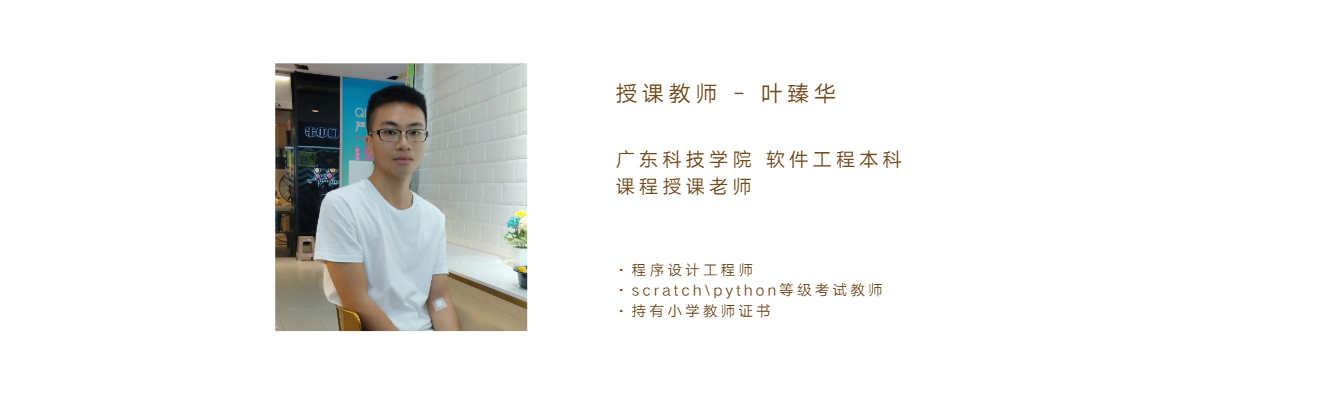 授课教师 - 叶臻华
广东科技学院 软件工程本科
课程授课老师
・程序设计工程师
・scratch\python等级考试教师
・持有小学教师证书